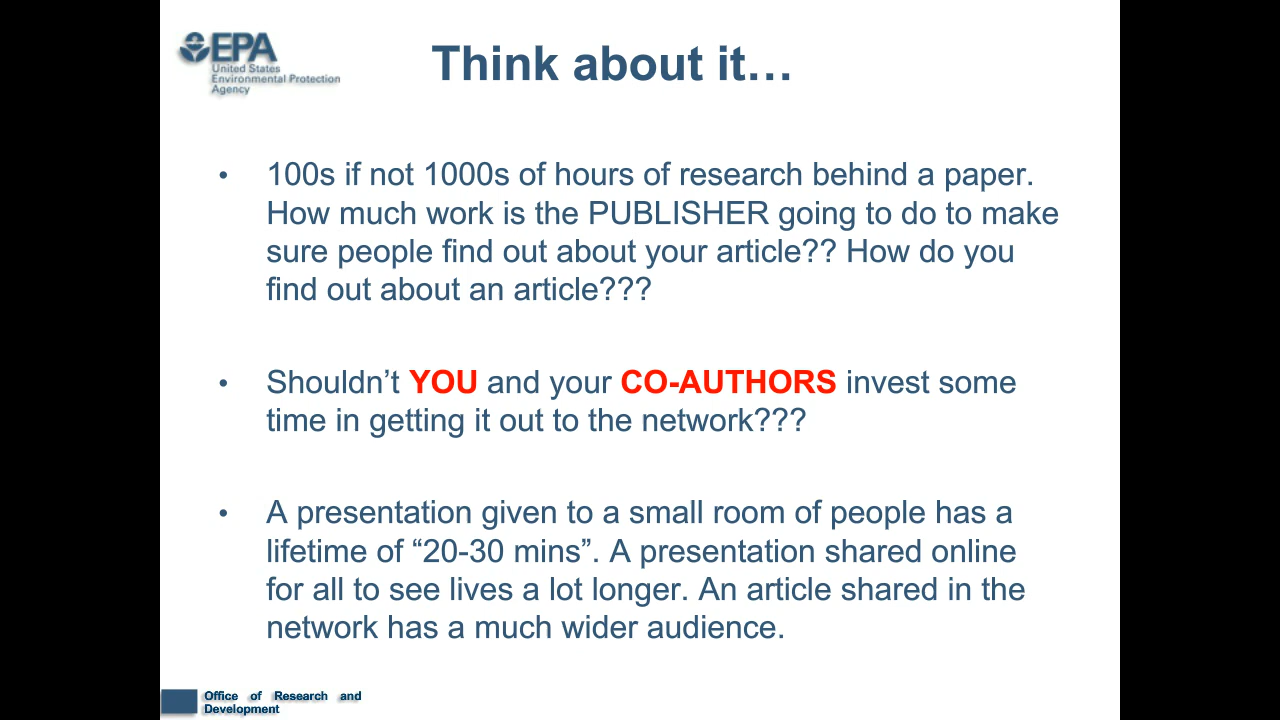 EPA
United States
Environmental Protection
Agency
Think about it…
• 100s if not 1000s of hours of research behind a paper.
How much work is the PUBLISHER going to do to make
sure people find out about your article?? How do you
find out about an article???
• Shouldn’t YOU and your CO-AUTHORS invest some
time in getting it out to the network???
• A presentation given to a small room of people has a
lifetime of “20-30 mins”. A presentation shared online
for all to see lives a lot longer. An article shared in the
network has a much wider audience.
Office of Research and
Development